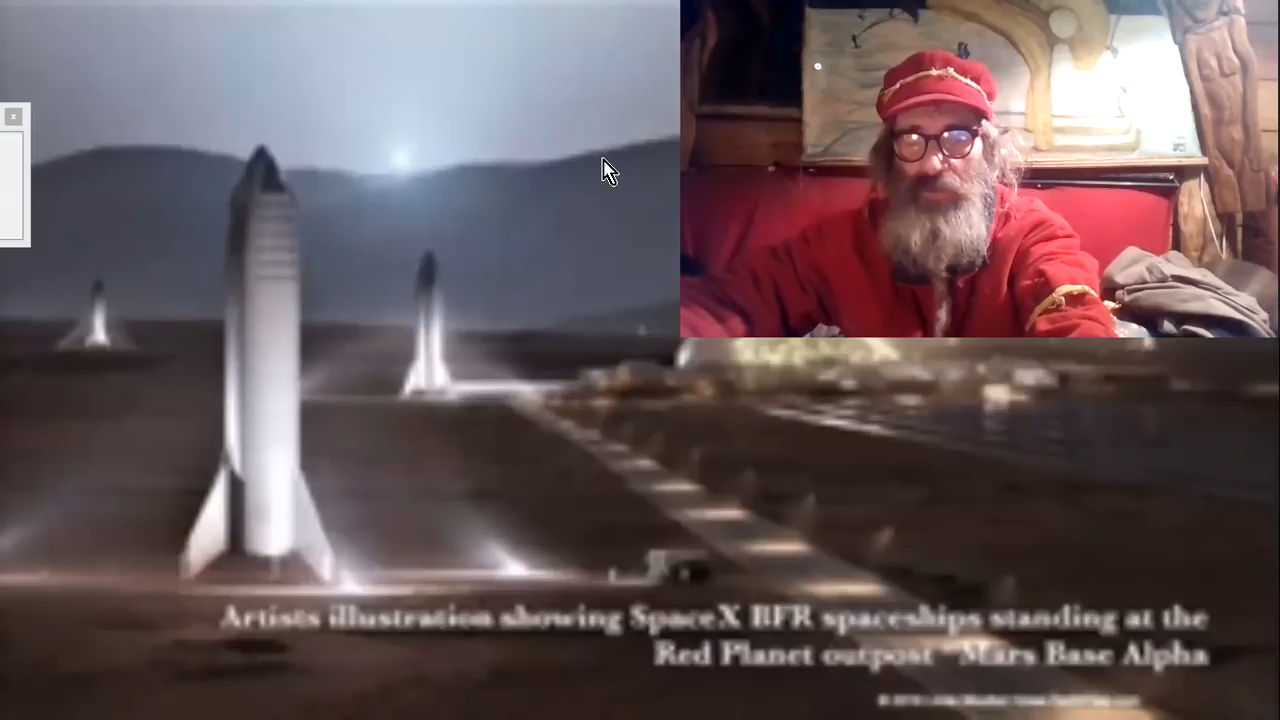 Artists illustration showing SpaceX BFR spaceships standing at the
Red Planet outpost Mars Base Alpha